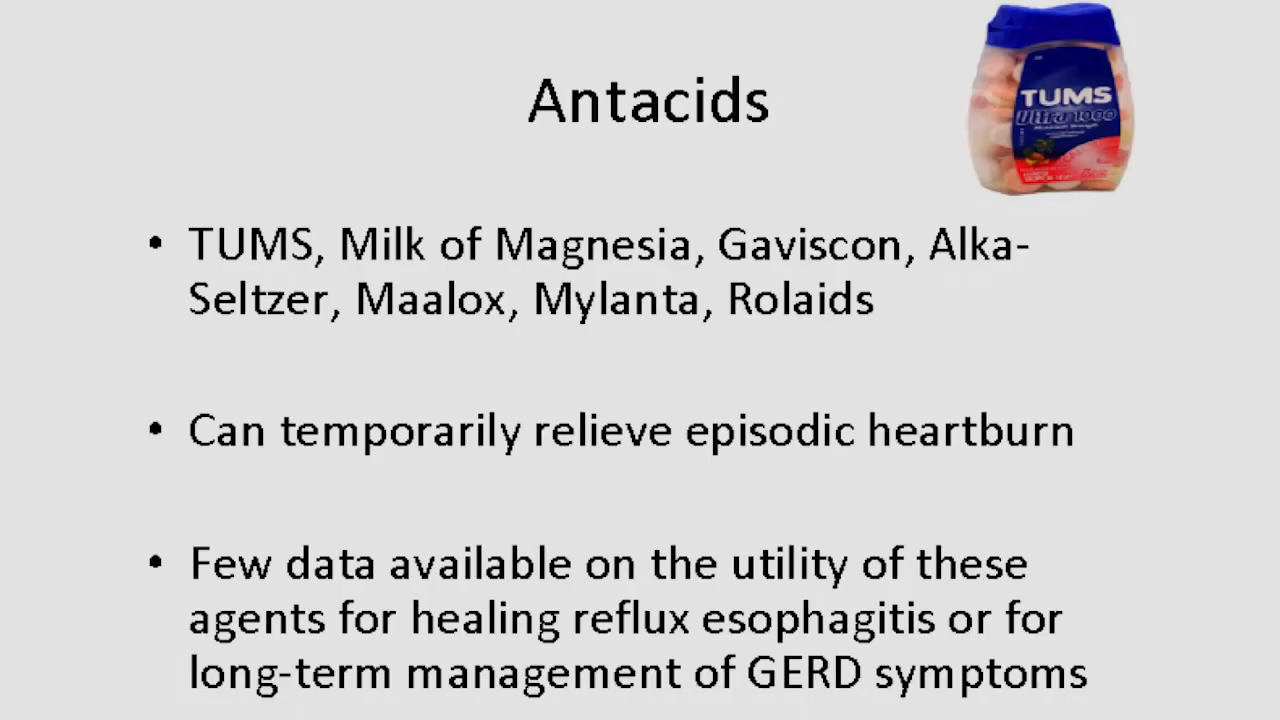 Antacids
TUMS
Ultra 1000
• TUMS, Milk of Magnesia, Gaviscon, Alka-
Seltzer, Maalox, Mylanta, Rolaids
• Can temporarily relieve episodic heartburn
• Few data available on the utility of these
agents for healing reflux esophagitis or for
long-term management of GERD symptoms